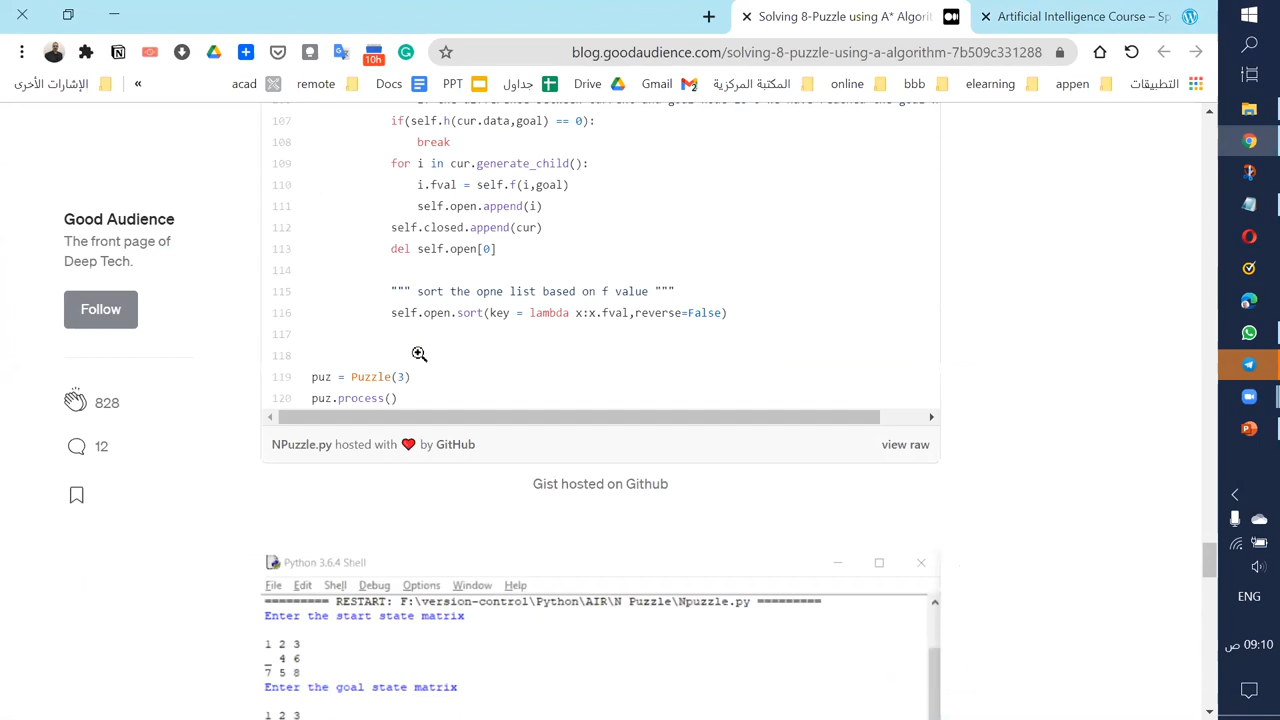 Solving 8-Puzzle using A* Algorit
Artificial Intelligence Course – Sp
blog.goodaudience.com/solving-8-puzzle-using-a-algorithm-7b509c331288
10h
الإشارات الأخرى
«
acad
remote
Docs
PPT
جداول
Drive
Gmail
المكتبة المركزية
online
bbb
elearning
appen
التطبيقات
107 if(self.h(cur.data,goal) == 0):
108 break
109 for i in cur.generate_child():
110 i.fval = self.f(i,goal)
111 self.open.append(i)
112 self.closed.append(cur)
113 del self.open[0]
114
115 """ sort the opne list based on f value """
116 self.open.sort(key = lambda x:x.fval,reverse=False)
117
118
119 puz = Puzzle(3)
120 puz.process()
NPuzzle.py hosted with ❤ by GitHub
view raw
Gist hosted on Github
Good Audience
The front page of
Deep Tech.
Follow
828
12
Python 3.6.4 Shell
File Edit Shell Debug Options Window Help
========= RESTART: F:\version-control\Python\AIR\N Puzzle\Npuzzle.py =========
Enter the start state matrix
1 2 3
_ 4 6
7 5 8
Enter the goal state matrix
1 2 3
ENG
09:10 ص